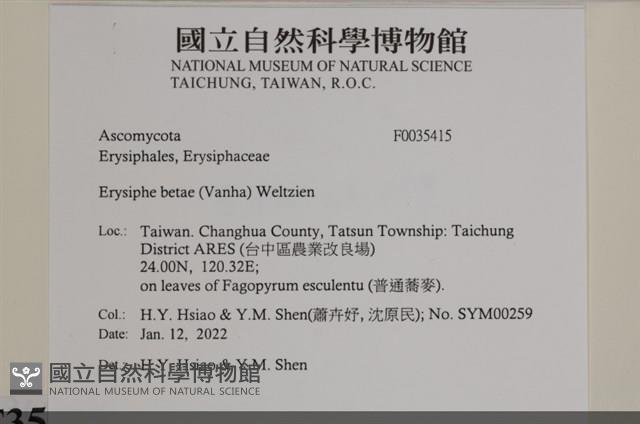 國立自然科學博物館
NATIONAL MUSEUM OF NATURAL SCIENCE
TAICHUNG, TAIWAN, R.O.C.
Ascomycota F0035415
Erysiphales, Erysiphaceae
Erysiphe betae (Vanha) Weltzien
Loc.: Taiwan. Changhua County, Tatsun Township: Taichung
District ARES (台中區農業改良場)
24.00N, 120.32E;
on leaves of Fagopyrum esculentu (普通蕎麥).
Col.: H.Y. Hsiao & Y.M. Shen(蕭卉妤, 沈原民); No. SYM00259
Date: Jan. 12, 2022
Det.: H.Y. Hsiao & Y.M. Shen
國立自然科學博物館
NATIONAL MUSEUM OF NATURAL SCIENCE